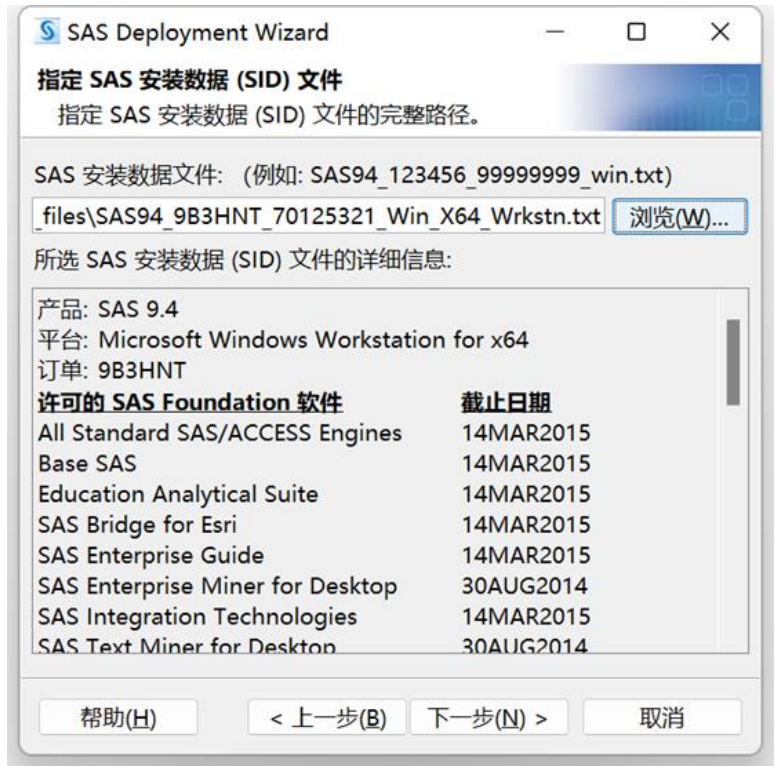 SAS Deployment Wizard
指定 SAS 安装数据 (SID) 文件
指定 SAS 安装数据 (SID) 文件的完整路径。
SAS 安装数据文件: (例如: SAS94_123456_99999999_win.txt)
_files\SAS94_9B3HNT_70125321_Win_X64_Wrkstn.txt 浏览(W)...
所选 SAS 安装数据 (SID) 文件的详细信息:
产品: SAS 9.4
平台: Microsoft Windows Workstation for x64
订单: 9B3HNT
许可的 SAS Foundation 软件 截止日期
All Standard SAS/ACCESS Engines 14MAR2015
Base SAS 14MAR2015
Education Analytical Suite 14MAR2015
SAS Bridge for Esri 14MAR2015
SAS Enterprise Guide 14MAR2015
SAS Enterprise Miner for Desktop 30AUG2014
SAS Integration Technologies 14MAR2015
SAS Text Miner for Desktop 30AUG2014
帮助(H) < 上一步(B) 下一步(N) > 取消